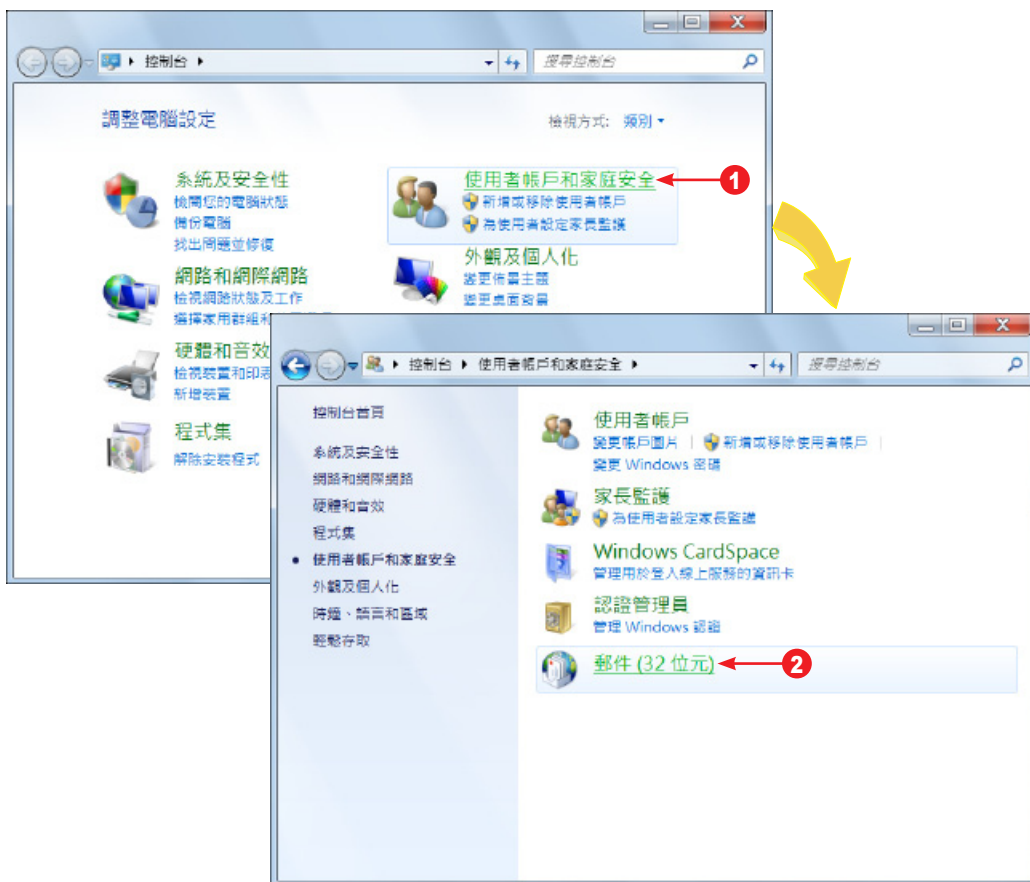 控制台
搜尋控制台
調整電腦設定
檢視方式: 類別
系統及安全性
檢閱您的電腦狀態
備份電腦
找出問題並修復
使用者帳戶和家庭安全
1
新增或移除使用者帳戶
為使用者設定家長監護
網路和網際網路
檢視網路狀態及工作
選擇家用群組和
外觀及個人化
變更佈景主題
變更桌面背景
硬體和音效
檢視裝置和印表
新增裝置
程式集
解除安裝程式
控制台 使用者帳戶和家庭安全
搜尋控制台
控制台首頁
系統及安全性
網路和網際網路
硬體和音效
程式集
使用者帳戶和家庭安全
外觀及個人化
時鐘、語言和區域
輕鬆存取
使用者帳戶
變更帳戶圖片 | 新增或移除使用者帳戶 |
變更 Windows 密碼
家長監護
為使用者設定家長監護
Windows CardSpace
管理用於登入線上服務的資訊卡
認證管理員
管理 Windows 認證
郵件 (32 位元)
2